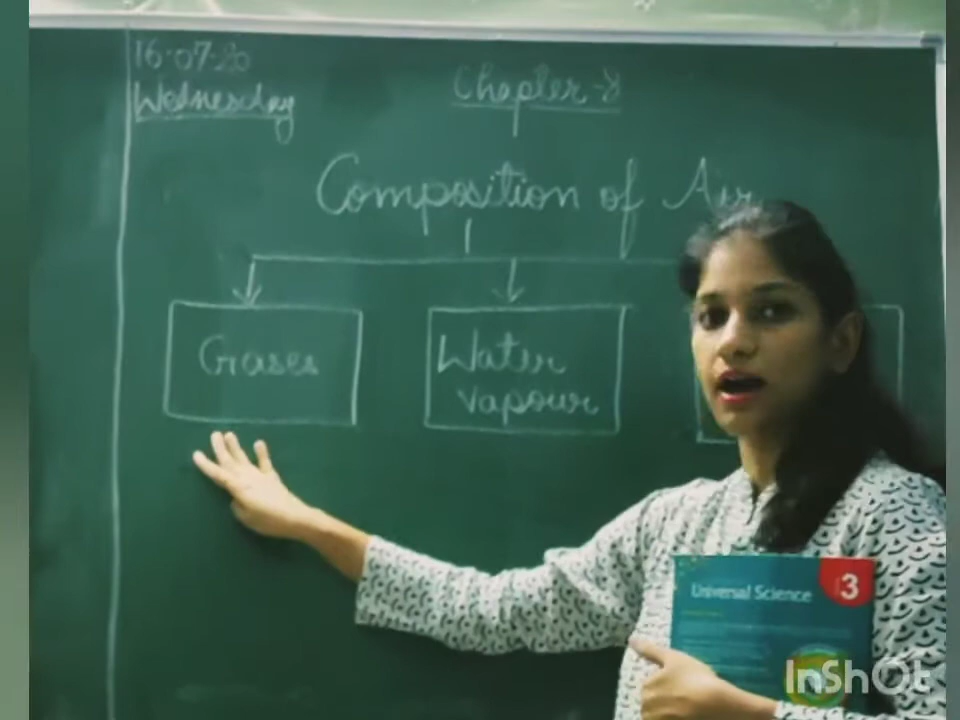 16-07-20
Wednesday
Chapter-8
Composition of Air
Gases
Water
vapour
Universal Science
3
InShOt